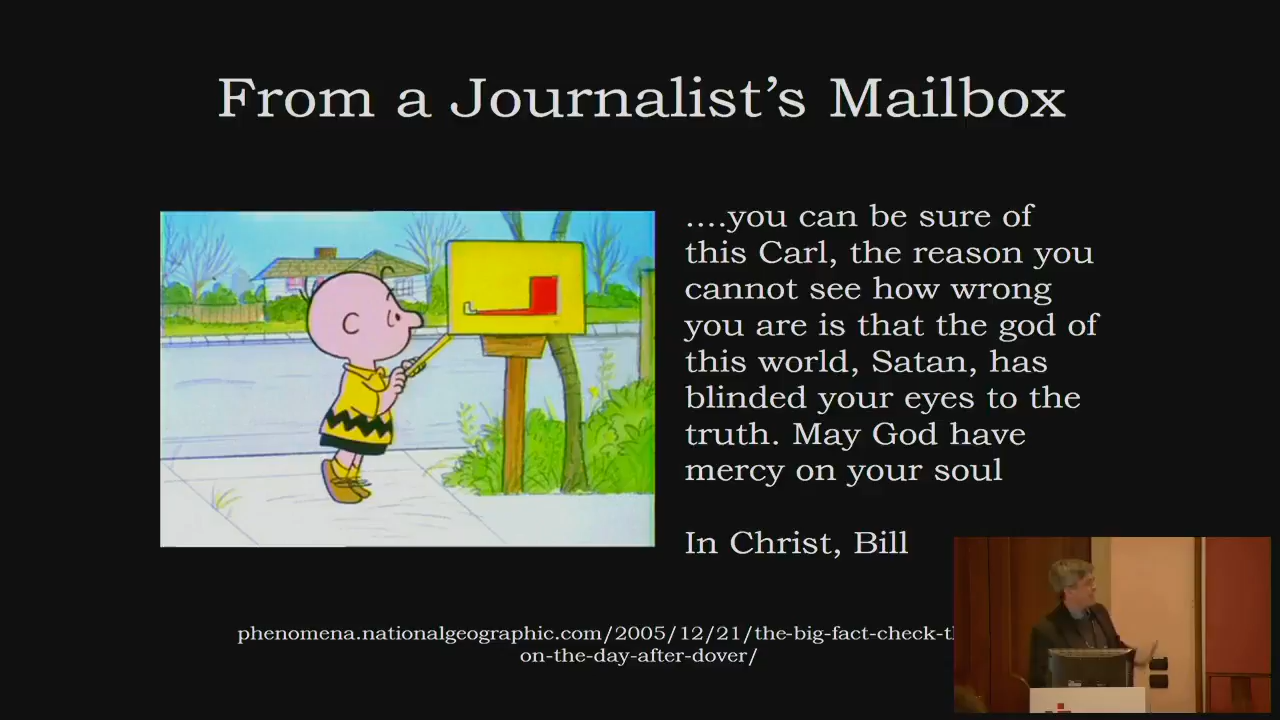 From a Journalist’s Mailbox
....you can be sure of
this Carl, the reason you
cannot see how wrong
you are is that the god of
this world, Satan, has
blinded your eyes to the
truth. May God have
mercy on your soul
In Christ, Bill
phenomena.nationalgeographic.com/2005/12/21/the-big-fact-check-
on-the-day-after-dover/